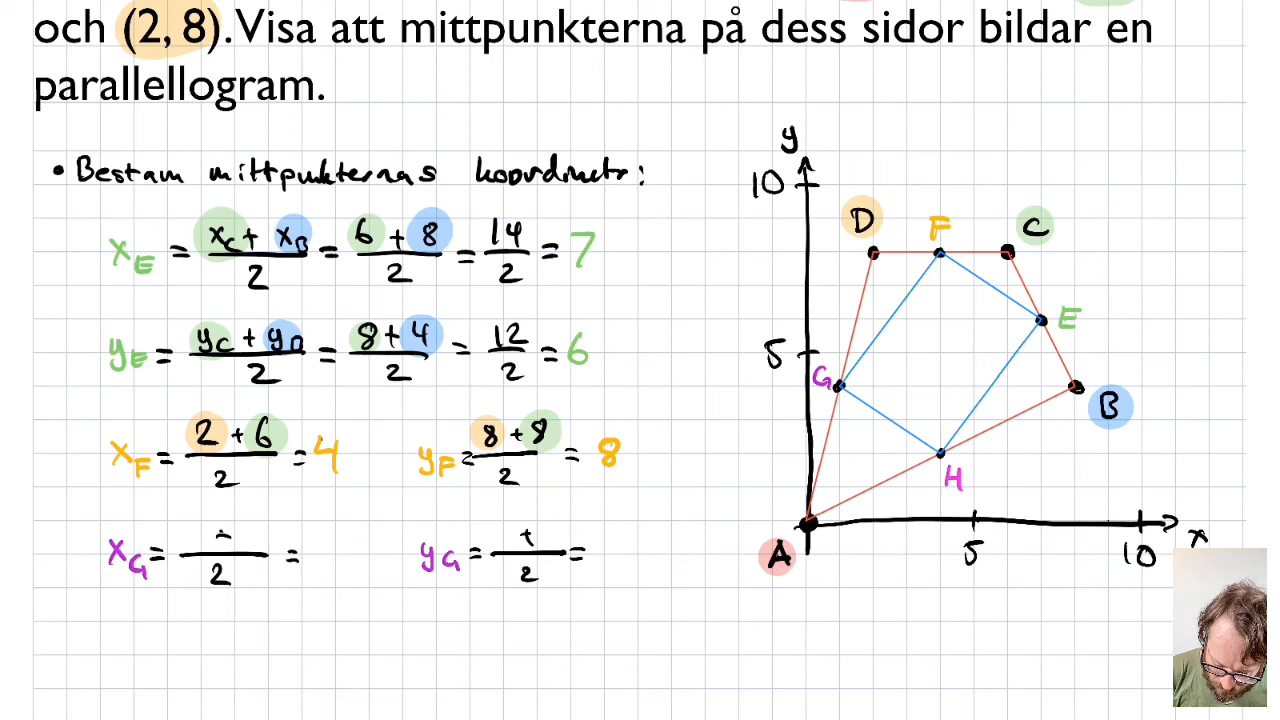 och (2, 8). Visa att mittpunkterna på dess sidor bildar en
parallellogram.
• Bestäm mittpunkternas koordinater:
x_E = (x_C + x_B)/2 = (6 + 8)/2 = 14/2 = 7
y_E = (y_C + y_B)/2 = (8 + 4)/2 = 12/2 = 6
x_F = (2 + 6)/2 = 4 y_F = (8 + 8)/2 = 8
x_G = +/2 = y_G = +/2 =
y
10
D F C
E
5
G
B
H
A
5 10 x